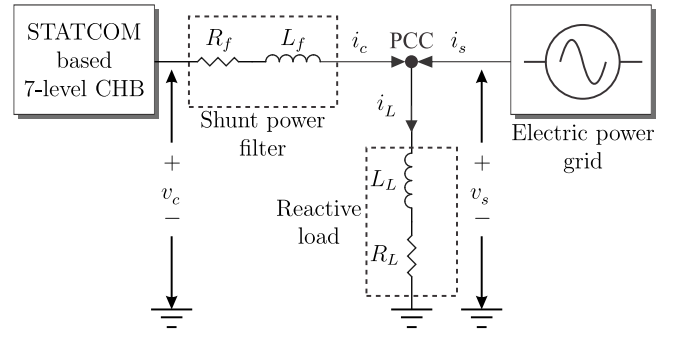 STATCOM
based
7-level CHB
R_f
L_f
i_c
PCC
i_s
Shunt power
filter
i_L
Electric power
grid
+
v_c
−
L_L
+
v_s
−
Reactive
load
R_L